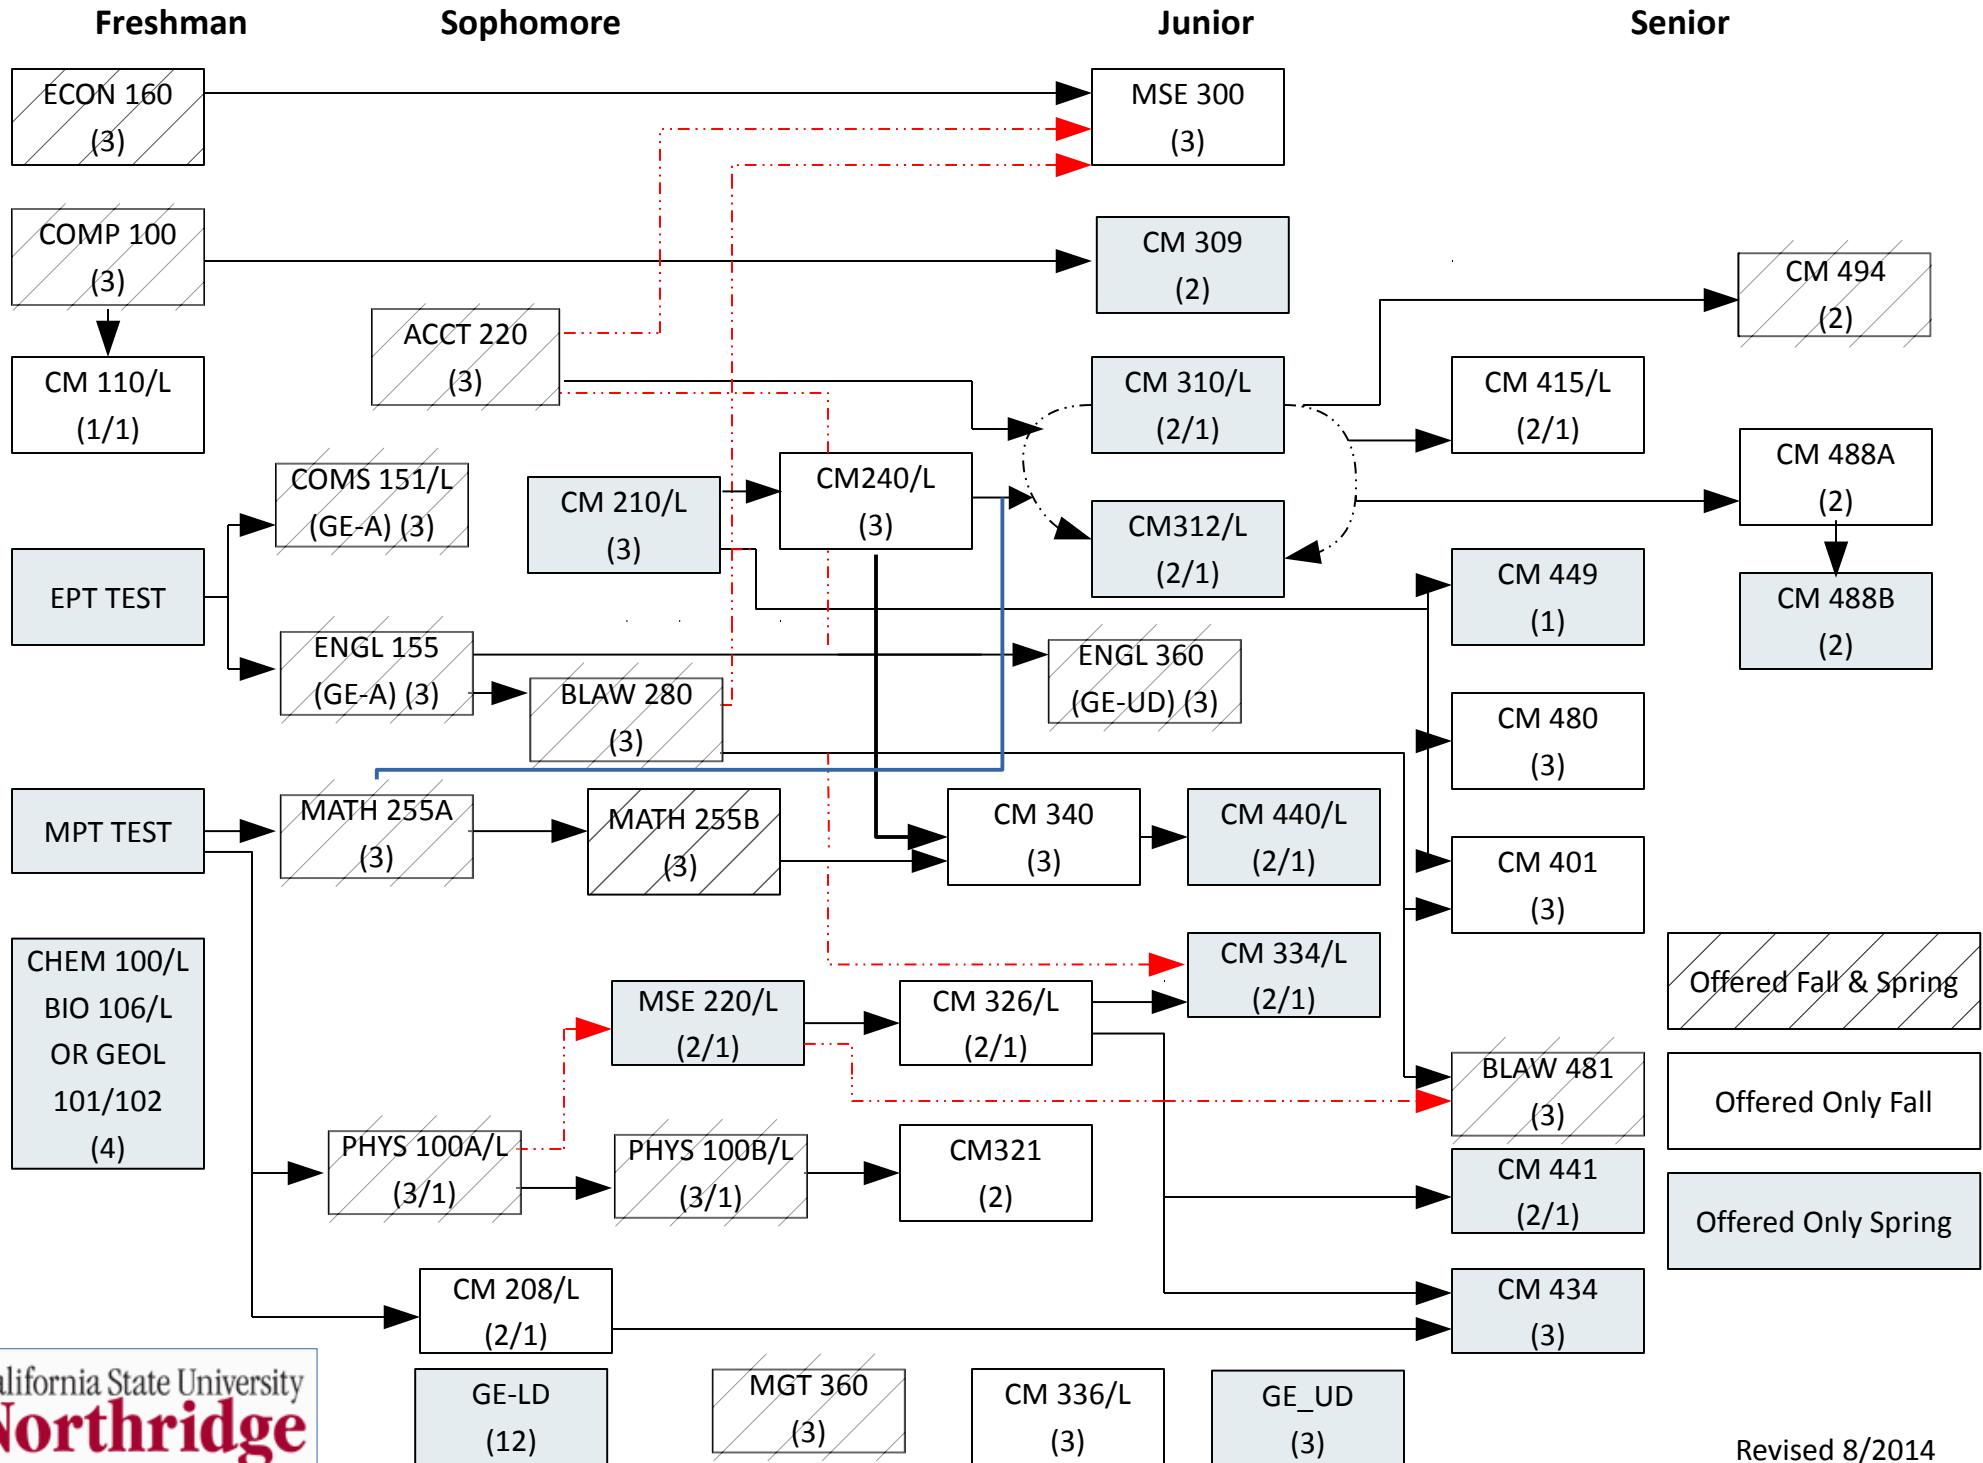 Freshman
Sophomore
Junior
Senior
ECON 160
(3)
MSE 300
(3)
COMP 100
(3)
CM 309
(2)
CM 494
(2)
ACCT 220
(3)
CM 110/L
(1/1)
CM 310/L
(2/1)
CM 415/L
(2/1)
CM 488A
(2)
COMS 151/L
(GE-A) (3)
CM 210/L
(3)
CM240/L
(3)
CM312/L
(2/1)
EPT TEST
CM 449
(1)
CM 488B
(2)
ENGL 155
(GE-A) (3)
BLAW 280
(3)
ENGL 360
(GE-UD) (3)
CM 480
(3)
MPT TEST
MATH 255A
(3)
MATH 255B
(3)
CM 340
(3)
CM 440/L
(2/1)
CM 401
(3)
CHEM 100/L
BIO 106/L
OR GEOL
101/102
(4)
MSE 220/L
(2/1)
CM 326/L
(2/1)
CM 334/L
(2/1)
Offered Fall & Spring
BLAW 481
(3)
Offered Only Fall
PHYS 100A/L
(3/1)
PHYS 100B/L
(3/1)
CM321
(2)
CM 441
(2/1)
Offered Only Spring
CM 208/L
(2/1)
CM 434
(3)
alifornia State University
Northridge
GE-LD
(12)
MGT 360
(3)
CM 336/L
(3)
GE_UD
(3)
Revised 8/2014